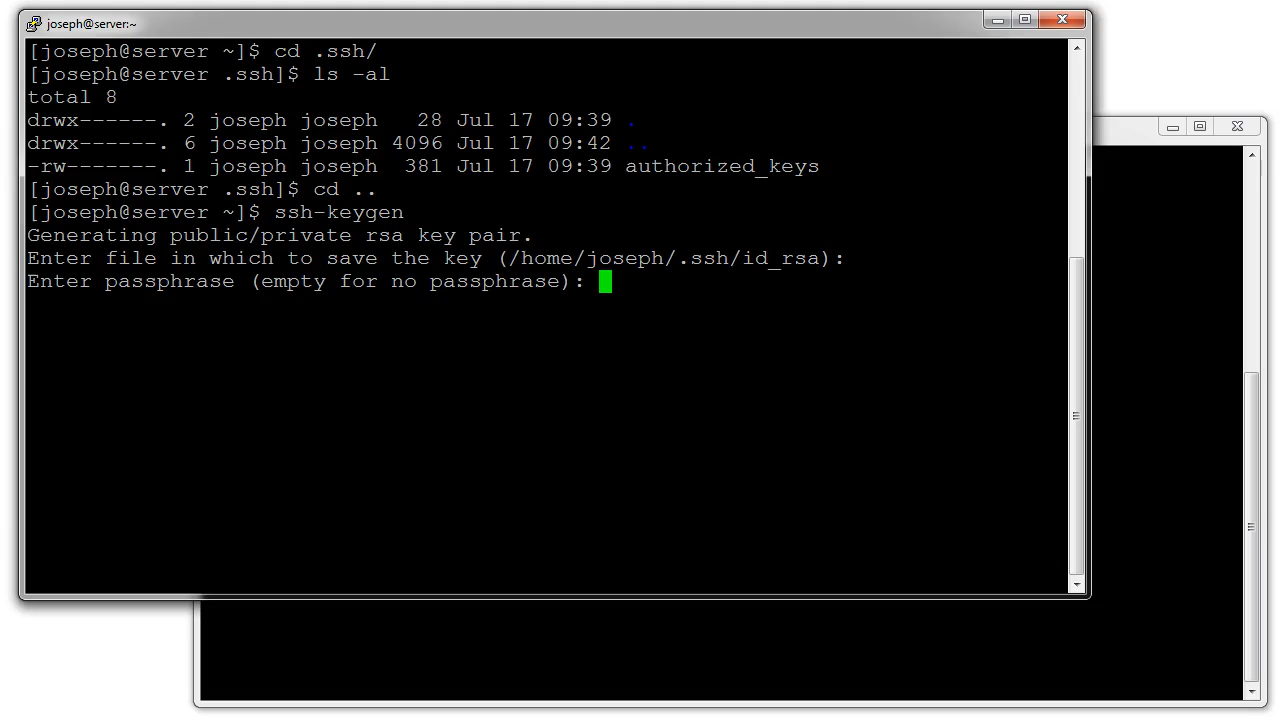 joseph@server:~
[joseph@server ~]$ cd .ssh/
[joseph@server .ssh]$ ls -al
total 8
drwx------. 2 joseph joseph   28 Jul 17 09:39 .
drwx------. 6 joseph joseph 4096 Jul 17 09:42 ..
-rw-------. 1 joseph joseph  381 Jul 17 09:39 authorized_keys
[joseph@server .ssh]$ cd ..
[joseph@server ~]$ ssh-keygen
Generating public/private rsa key pair.
Enter file in which to save the key (/home/joseph/.ssh/id_rsa):
Enter passphrase (empty for no passphrase):